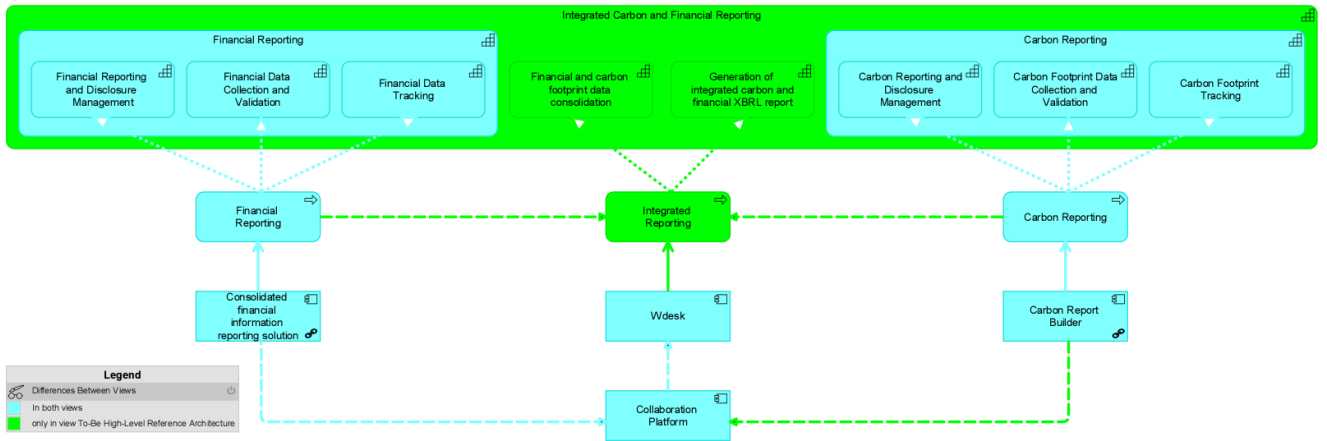 Integrated Carbon and Financial Reporting
Financial Reporting
Carbon Reporting
Financial Reporting
and Disclosure
Management
Financial Data
Collection and
Validation
Financial Data
Tracking
Financial and carbon
footprint data
consolidation
Generation of
integrated carbon and
financial XBRL report
Carbon Reporting and
Disclosure
Management
Carbon Footprint Data
Collection and
Validation
Carbon Footprint
Tracking
Financial
Reporting
Integrated
Reporting
Carbon Reporting
Consolidated
financial
information
reporting solution
Wdesk
Carbon Report
Builder
Collaboration
Platform
Legend
Differences Between Views
In both views
only in view To-Be High-Level Reference Architecture